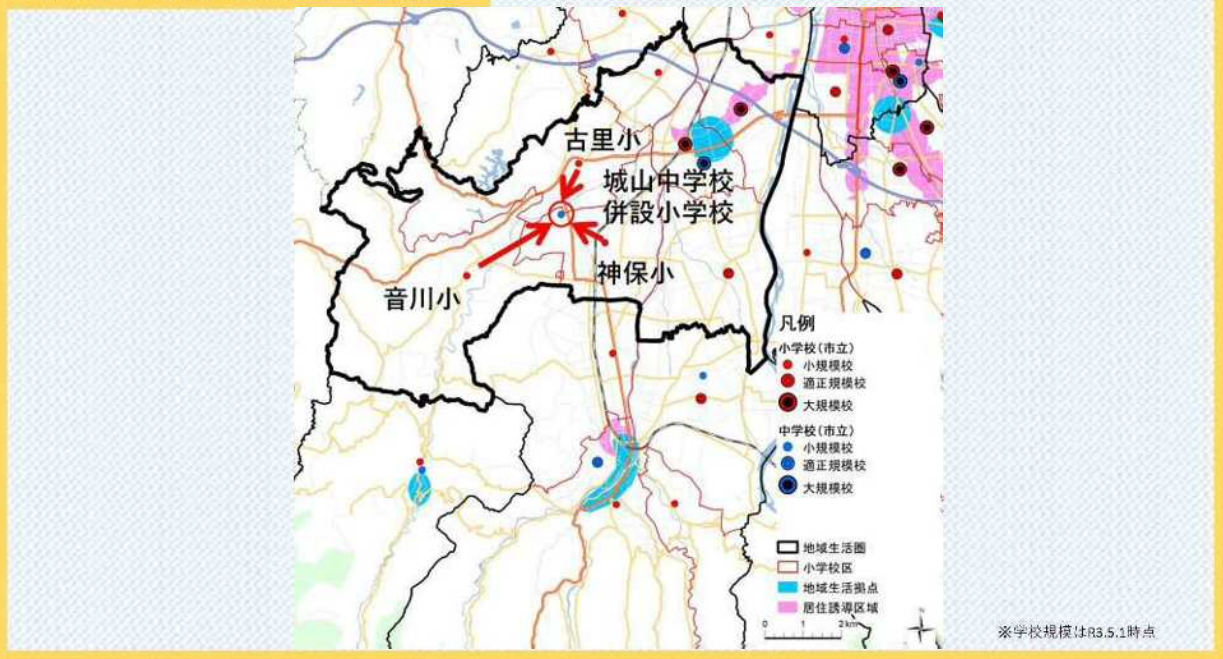 古里小
城山中学校
併設小学校
神保小
音川小
凡例
小学校(市立)
小規模校
適正規模校
大規模校
中学校(市立)
小規模校
適正規模校
大規模校
地域生活圏
小学校区
地域生活拠点
居住誘導区域
0 1 2km
※学校規模はR3.5.1時点